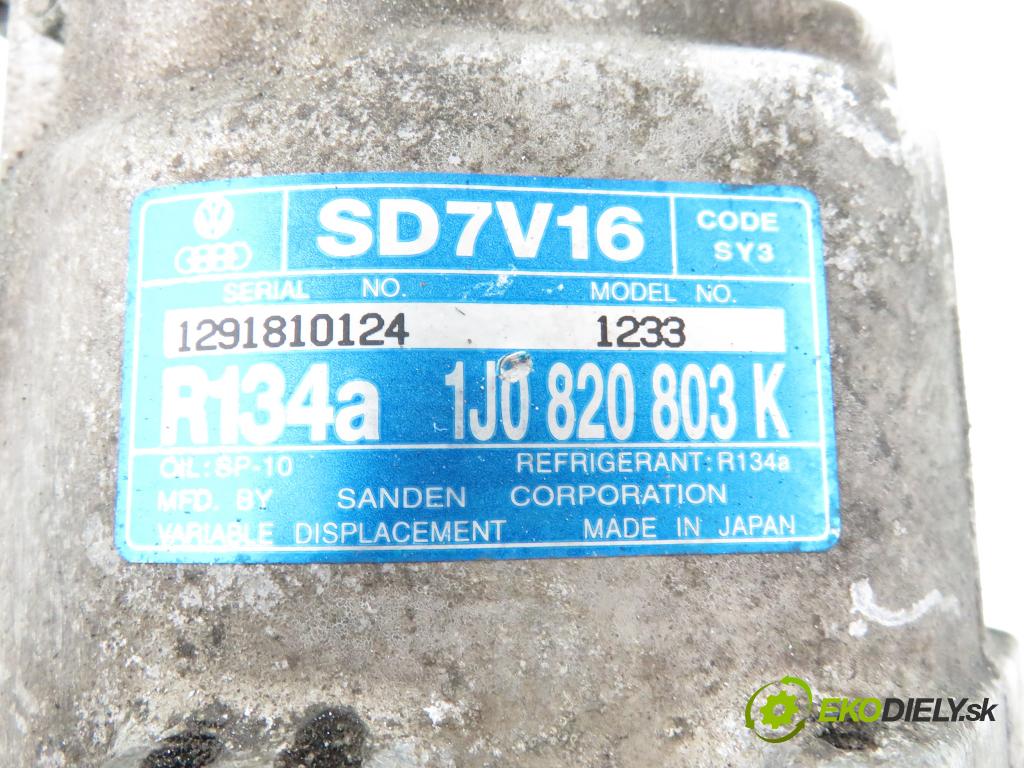 SD7V16 CODE
SY3
SERIAL NO. MODEL NO.
1291810124 1233
R134a 1J0 820 803 K
OIL: SP-10 REFRIGERANT: R134a
MFD. BY SANDEN CORPORATION
VARIABLE DISPLACEMENT MADE IN JAPAN
EKODIELY.sk